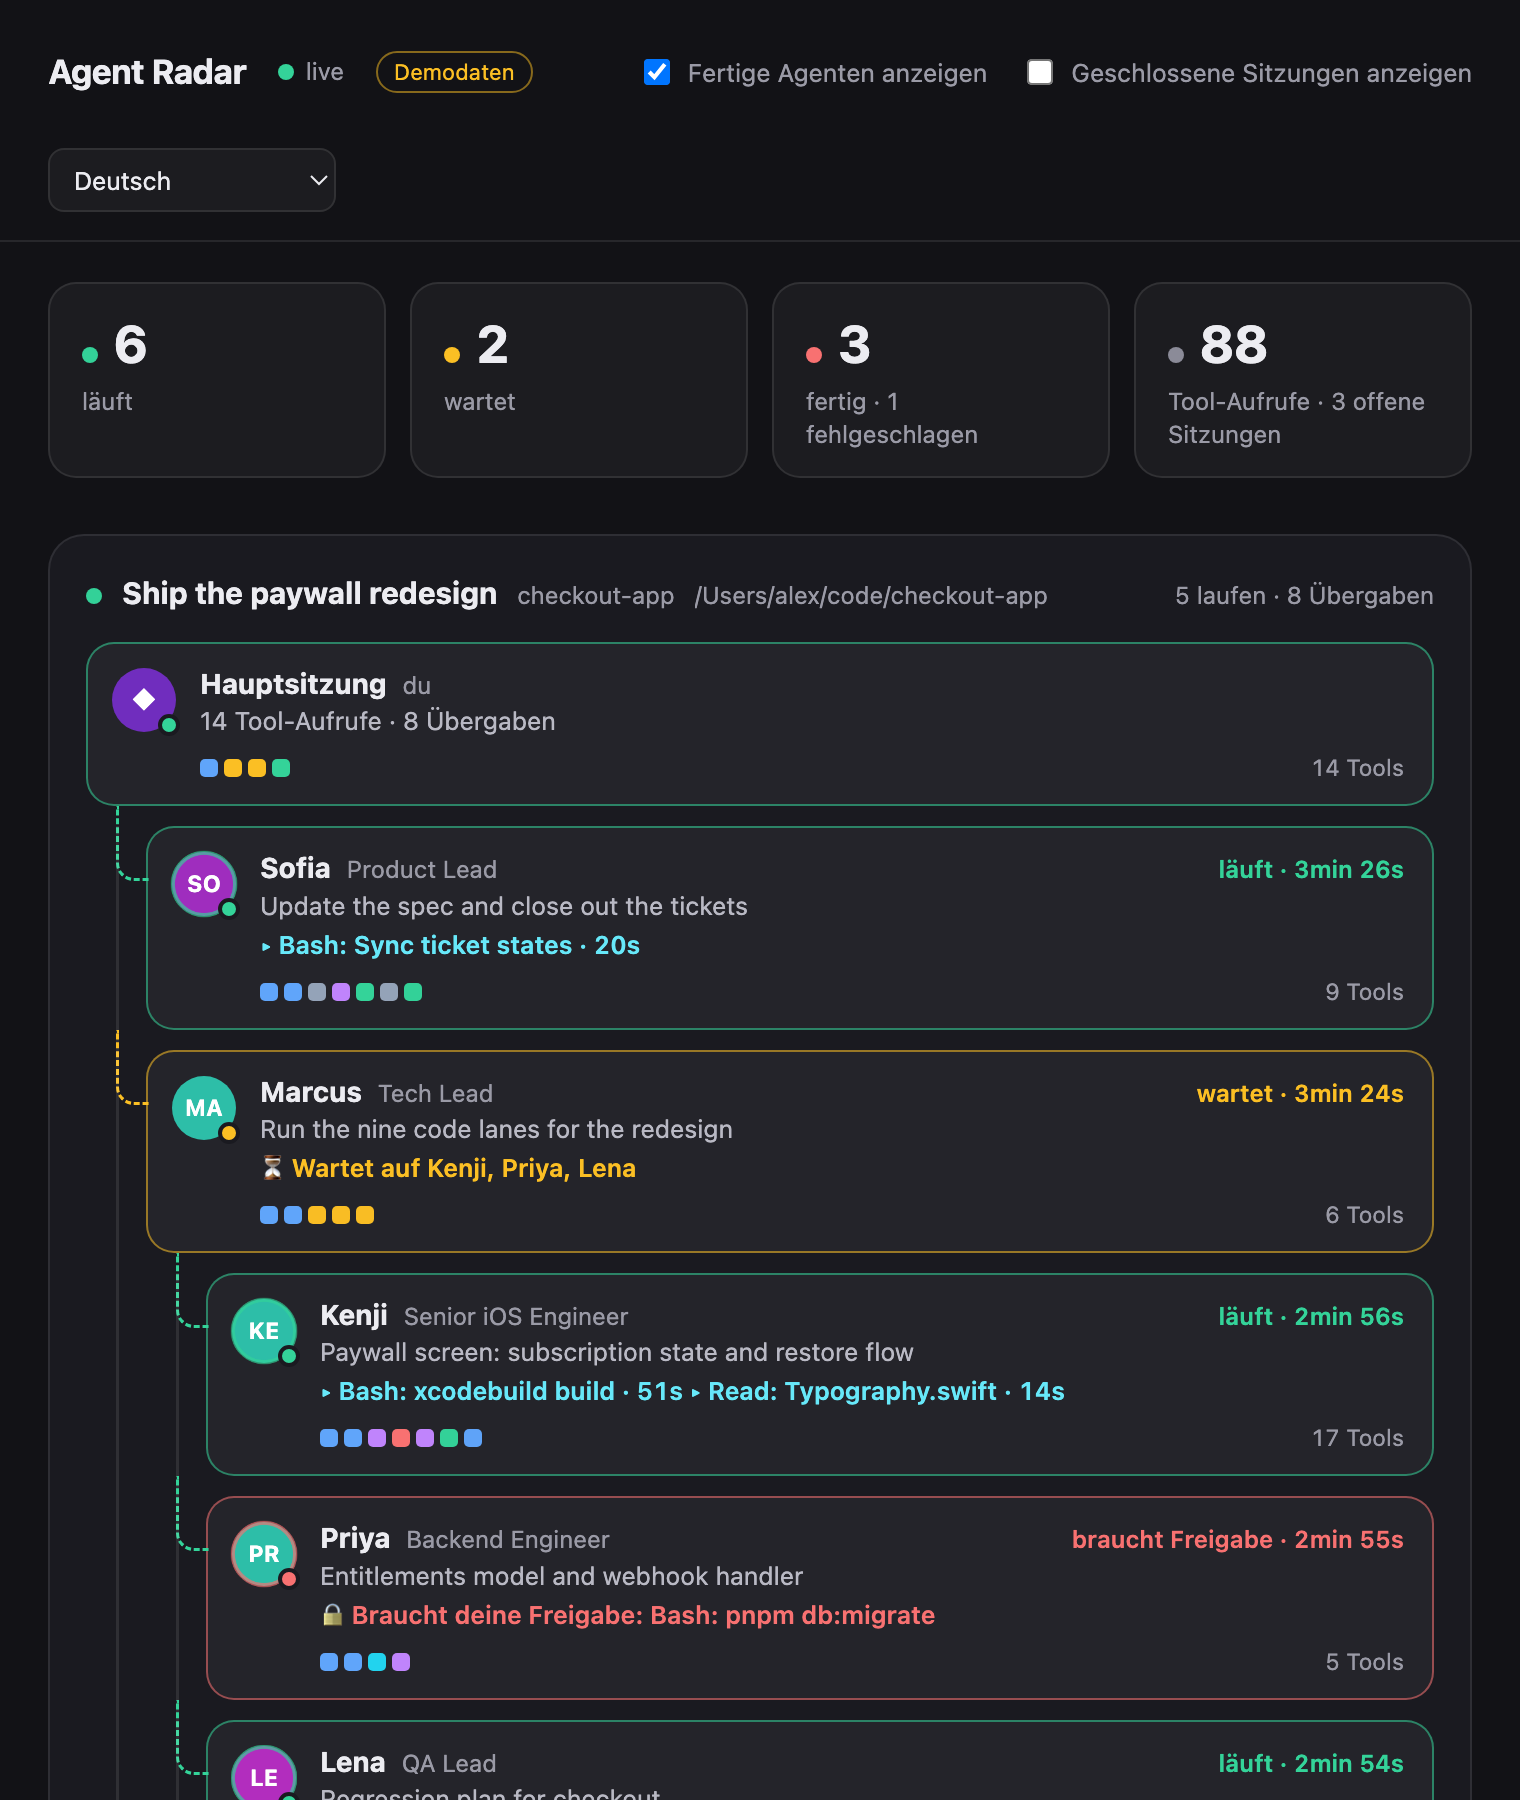 Agent Radar live Demodaten Fertige Agenten anzeigen Geschlossene Sitzungen anzeigen
Deutsch
6
läuft
2
wartet
3
fertig · 1
fehlgeschlagen
88
Tool-Aufrufe · 3 offene
Sitzungen
Ship the paywall redesign checkout-app /Users/alex/code/checkout-app 5 laufen · 8 Übergaben
Hauptsitzung du
14 Tool-Aufrufe · 8 Übergaben
14 Tools
SO
Sofia Product Lead läuft · 3min 26s
Update the spec and close out the tickets
▸ Bash: Sync ticket states · 20s
9 Tools
MA
Marcus Tech Lead wartet · 3min 24s
Run the nine code lanes for the redesign
⏳ Wartet auf Kenji, Priya, Lena
6 Tools
KE
Kenji Senior iOS Engineer läuft · 2min 56s
Paywall screen: subscription state and restore flow
▸ Bash: xcodebuild build · 51s ▸ Read: Typography.swift · 14s
17 Tools
PR
Priya Backend Engineer braucht Freigabe · 2min 55s
Entitlements model and webhook handler
🔒 Braucht deine Freigabe: Bash: pnpm db:migrate
5 Tools
LE
Lena QA Lead läuft · 2min 54s
Regression plan for checkout